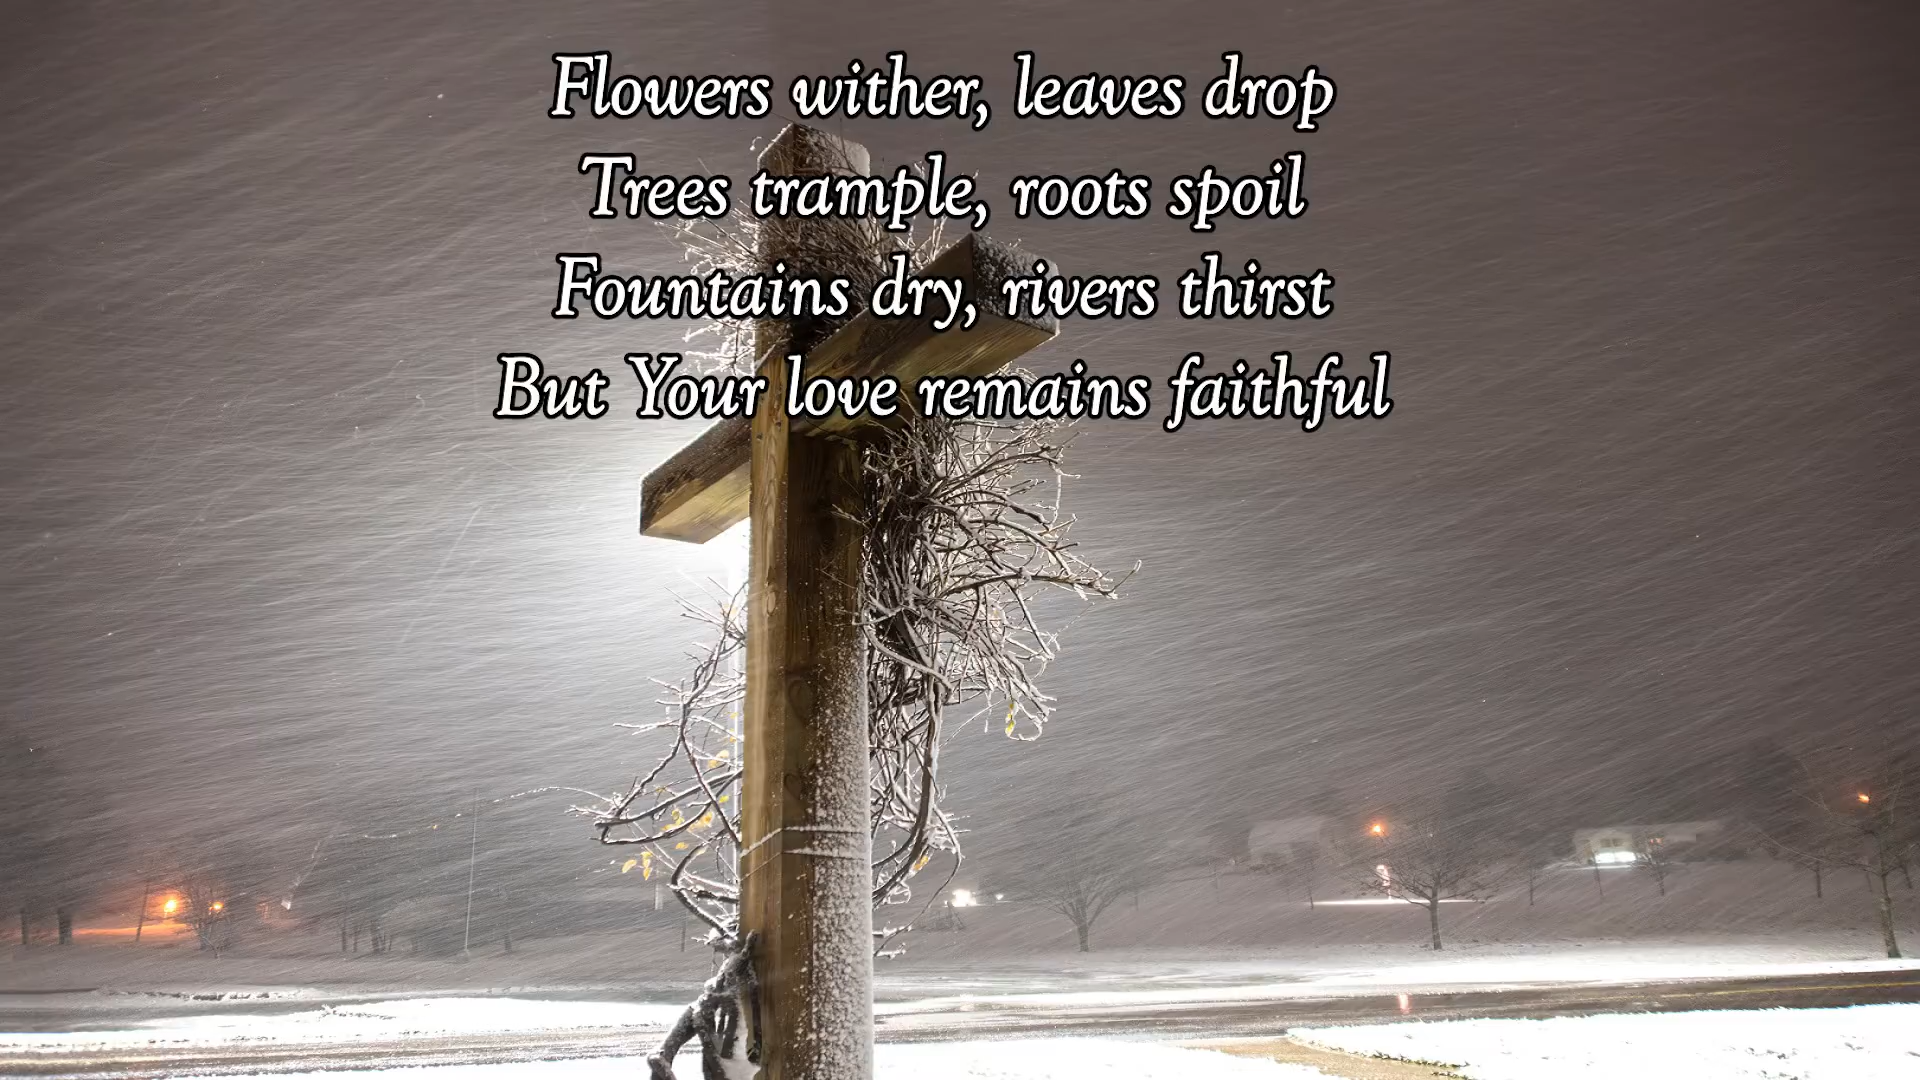 Flowers wither, leaves drop
Trees trample, roots spoil
Fountains dry, rivers thirst
But Your love remains faithful